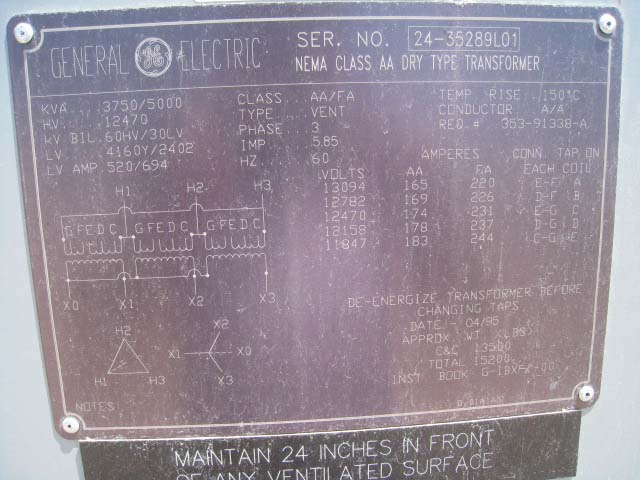 GENERAL GE ELECTRIC
SER. NO. 24-35289L01
NEMA CLASS AA DRY TYPE TRANSFORMER
KVA...3750/5000
H.V....12470
kV BIL.60HV/30LV
LV...4160Y/2402
LV AMP.520/694
CLASS...AA/FA
TYPE...VENT
PHASE...3
IMP...5.85
HZ...60
TEMP RISE..150°C
CONDUCTOR..A/A
REQ.# 353-91338-A
AMPERES CONN. TAP ON
VOLTS AA FA EACH COIL
13094 165 220 E-F A
12782 169 226 D-F B
12470 174 231 E-G C
12158 178 237 D-G D
11847 183 244 C-G E
H1 H2 H3
GFEDC GFEDC GFEDC
X0 X1 X2 X3
H2
H1 H3
X2
X1 X0
X3
DE-ENERGIZE TRANSFORMER BEFORE
CHANGING TAPS
DATE - 04/95
APPROX WT (LBS)
C&C 13500
TOTAL 15200
INST BOOK
NOTES
MAINTAIN 24 INCHES IN FRONT
OF ANY VENTILATED SURFACE